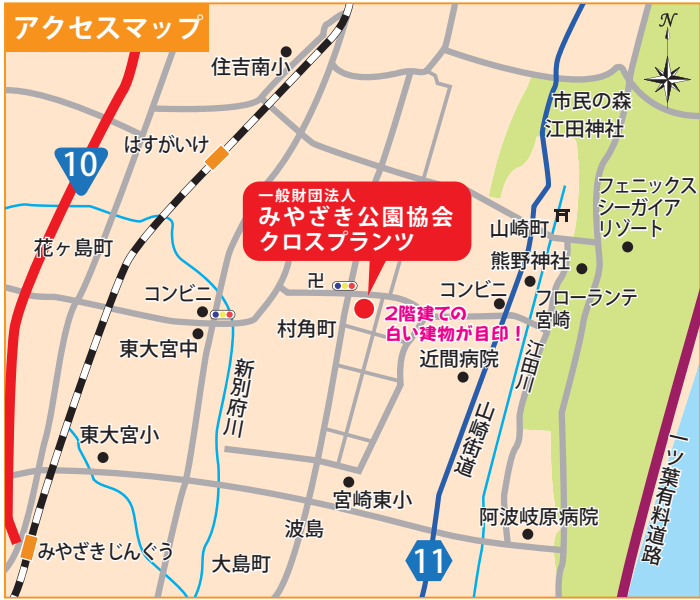 アクセスマップ
N
住吉南小
市民の森
江田神社
はすがいけ
10
フェニックス
シーガイア
リゾート
一般財団法人
みやざき公園協会
クロスプランツ
山崎町
花ヶ島町
熊野神社
卍
コンビニ
コンビニ
フローランテ
宮崎
2階建ての
白い建物が目印！
村角町
東大宮中
近間病院
江田川
新別府川
山崎街道
東大宮小
一ツ葉有料道路
宮崎東小
阿波岐原病院
波島
みやざきじんぐう
大島町
11